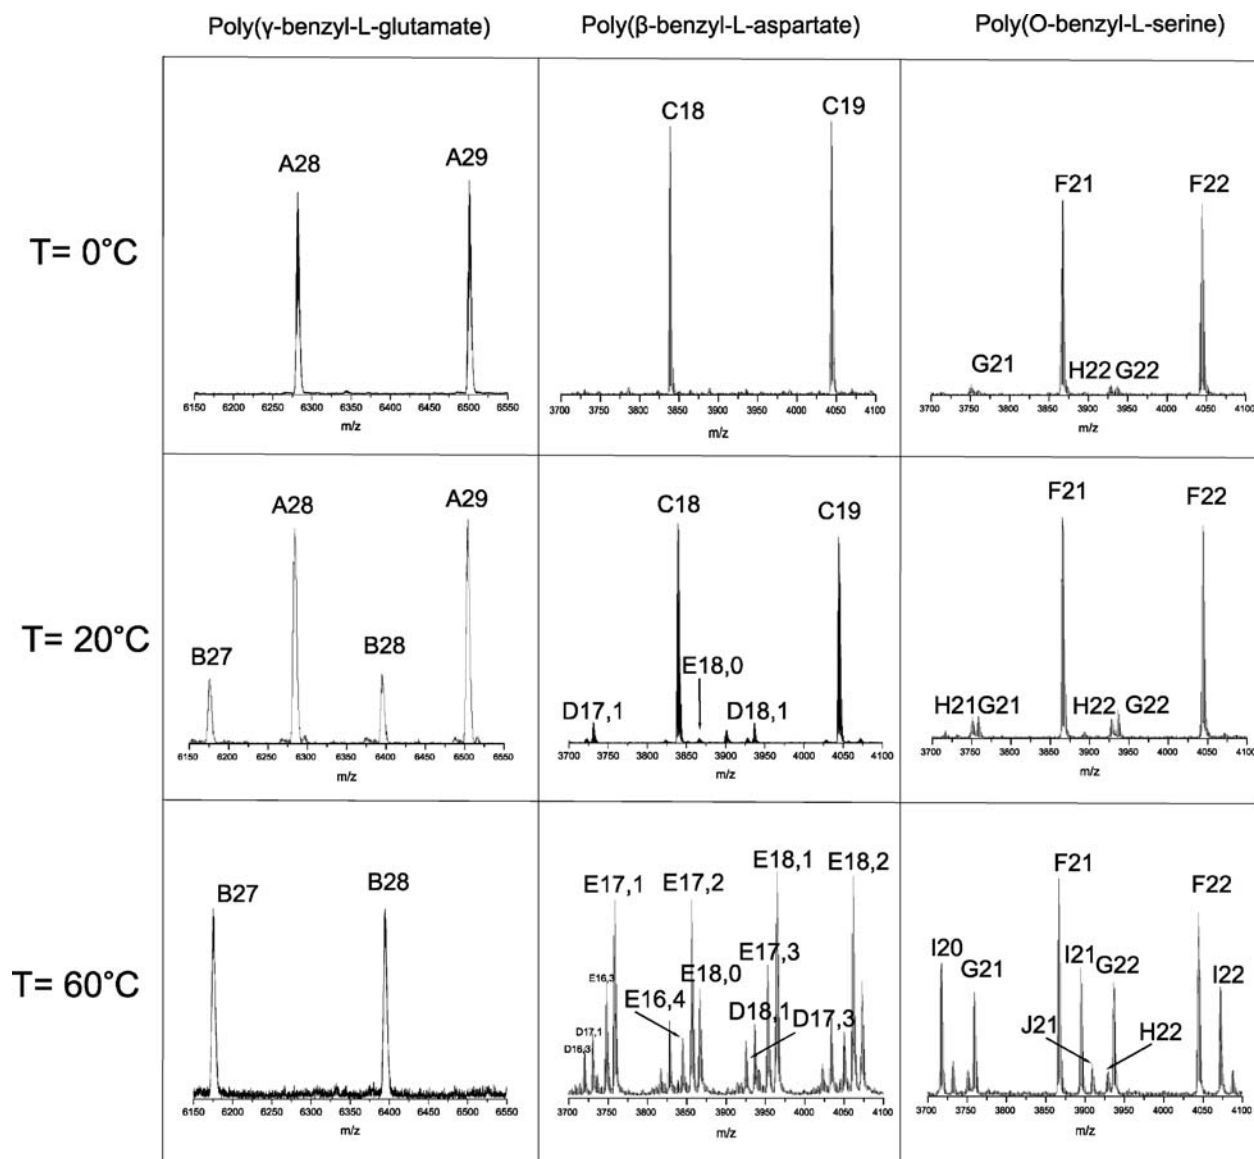 Poly(γ-benzyl-L-glutamate) Poly(β-benzyl-L-aspartate) Poly(O-benzyl-L-serine)
T= 0°C
A28 A29
6150 6200 6250 6300 6350 6400 6450 6500 6550
m/z
C18 C19
3700 3750 3800 3850 3900 3950 4000 4050 4100
m/z
F21 F22
G21 H22 G22
3700 3750 3800 3850 3900 3950 4000 4050 4100
m/z
T= 20°C
A28 A29
B27 B28
6150 6200 6250 6300 6350 6400 6450 6500 6550
m/z
C18 C19
E18,0
D17,1 D18,1
3700 3750 3800 3850 3900 3950 4000 4050 4100
m/z
F21 F22
H21 G21 H22 G22
3700 3750 3800 3850 3900 3950 4000 4050 4100
m/z
T= 60°C
B27 B28
6150 6200 6250 6300 6350 6400 6450 6500 6550
m/z
E17,1 E17,2 E18,1 E18,2
E16,3 E18,0 E17,3
E16,4 D18,1 D17,3
D17,1
D16,3
3700 3750 3800 3850 3900 3950 4000 4050 4100
m/z
F21 F22
I20 G21 I21 G22 I22
J21 H22
3700 3750 3800 3850 3900 3950 4000 4050 4100
m/z